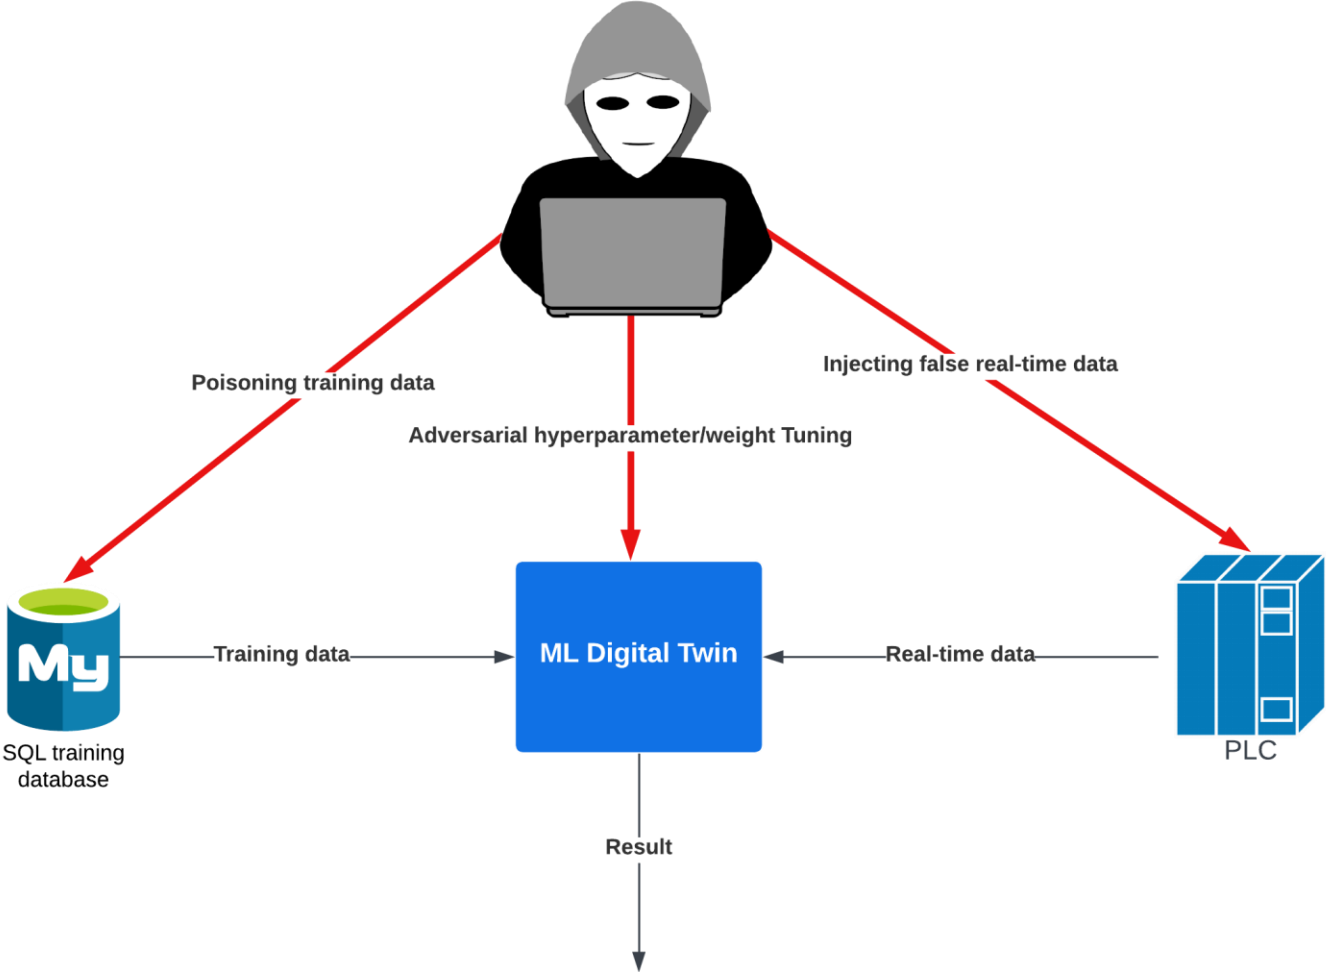 Injecting false real-time data
Poisoning training data
Adversarial hyperparameter/weight Tuning
My
Training data
ML Digital Twin
Real-time data
SQL training
database
PLC
Result